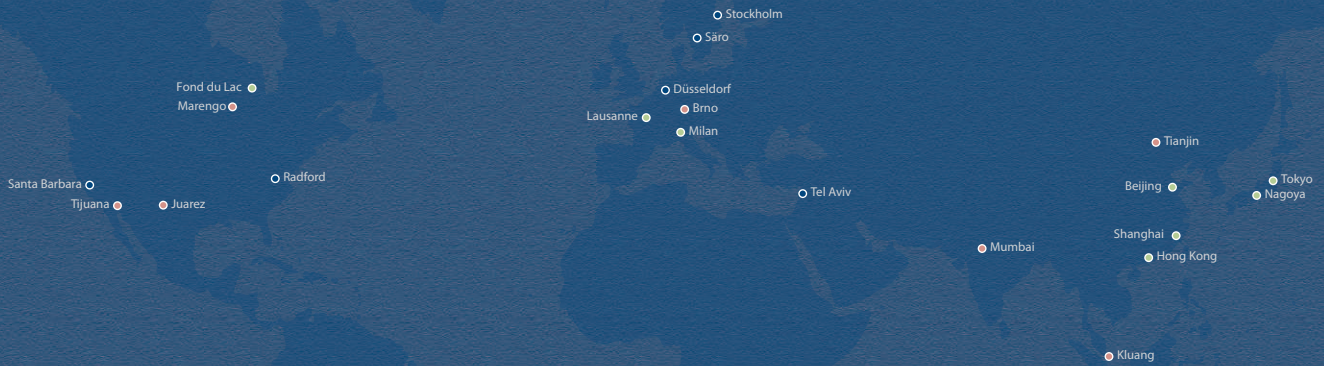 Stockholm
Säro
Fond du Lac
Düsseldorf
Marengo
Brno
Lausanne
Milan
Tianjin
Radford
Santa Barbara
Tel Aviv
Beijing
Tokyo
Nagoya
Tijuana
Juarez
Shanghai
Mumbai
Hong Kong
Kluang